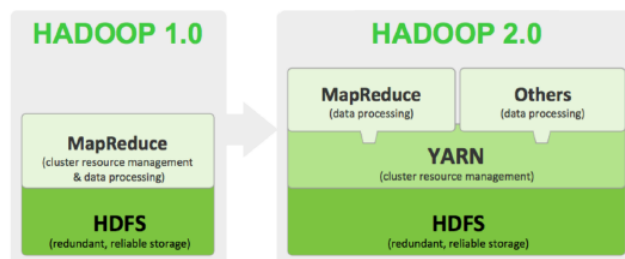 HADOOP 1.0
MapReduce
(cluster resource management
& data processing)
HDFS
(redundant, reliable storage)
HADOOP 2.0
MapReduce
(data processing)
Others
(data processing)
YARN
(cluster resource management)
HDFS
(redundant, reliable storage)